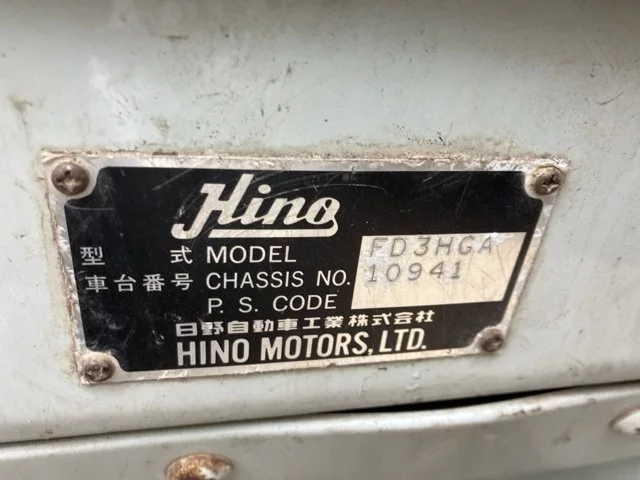 Hino
型 式 MODEL FD3HGA
車台番号 CHASSIS NO. 10941
P. S. CODE
日野自動車工業株式会社
HINO MOTORS, LTD.